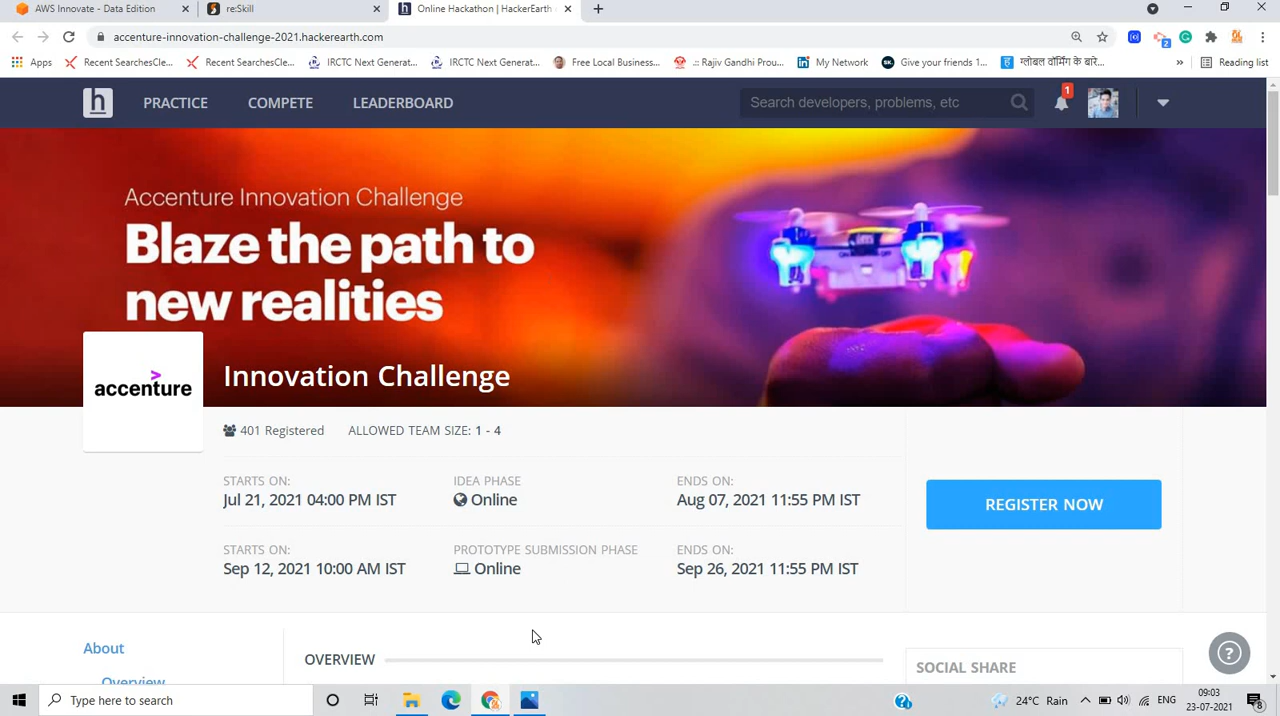 AWS Innovate - Data Edition
re:Skill
Online Hackathon | HackerEarth
accenture-innovation-challenge-2021.hackerearth.com
2
Apps
Recent SearchesCle...
Recent SearchesCle...
IRCTC Next Generat...
IRCTC Next Generat...
Free Local Business...
.:: Rajiv Gandhi Prou...
My Network
Give your friends 1...
ग्लोबल वॉर्मिंग के बारे...
»
Reading list
h
PRACTICE
COMPETE
LEADERBOARD
Search developers, problems, etc
1
Accenture Innovation Challenge
Blaze the path to
new realities
accenture
Innovation Challenge
401 Registered
ALLOWED TEAM SIZE: 1 - 4
STARTS ON:
IDEA PHASE
ENDS ON:
Jul 21, 2021 04:00 PM IST
Online
Aug 07, 2021 11:55 PM IST
REGISTER NOW
STARTS ON:
PROTOTYPE SUBMISSION PHASE
ENDS ON:
Sep 12, 2021 10:00 AM IST
Online
Sep 26, 2021 11:55 PM IST
About
Overview
OVERVIEW
SOCIAL SHARE
?
Type here to search
24°C Rain
ENG
09:03
23-07-2021
8